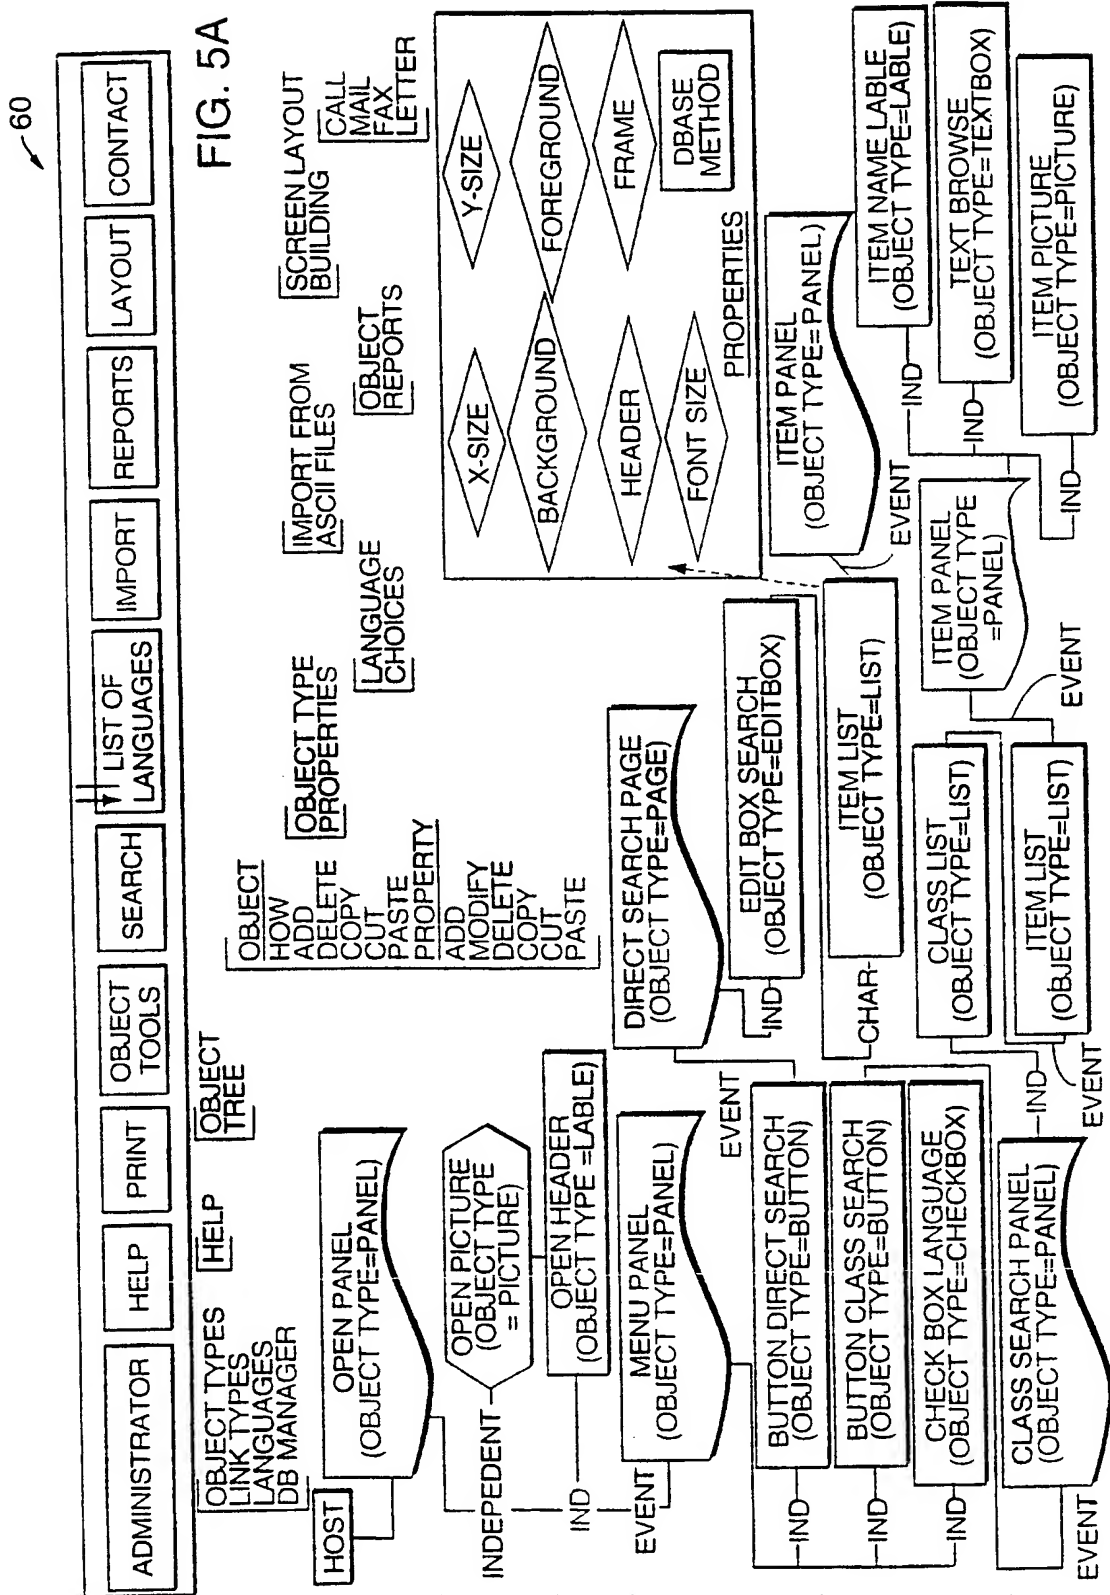 60
ADMINISTRATOR
HELP
PRINT
OBJECT
TOOLS
SEARCH
LIST OF
LANGUAGES
IMPORT
REPORTS
LAYOUT
CONTACT
FIG. 5A
OBJECT TYPES
LINK TYPES
LANGUAGES
DB MANAGER
HELP
OBJECT
TREE
OBJECT
HOW
ADD
DELETE
COPY
CUT
PASTE
PROPERTY
ADD
MODIFY
DELETE
COPY
CUT
PASTE
OBJECT TYPE
PROPERTIES
LANGUAGE
CHOICES
IMPORT FROM
ASCII FILES
OBJECT
REPORTS
SCREEN LAYOUT
BUILDING
CALL
MAIL
FAX
LETTER
HOST
OPEN PANEL
(OBJECT TYPE=PANEL)
INDEPEDENT
OPEN PICTURE
(OBJECT TYPE
= PICTURE)
IND
OPEN HEADER
(OBJECT TYPE =LABLE)
EVENT
MENU PANEL
(OBJECT TYPE=PANEL)
EVENT
IND
BUTTON DIRECT SEARCH
(OBJECT TYPE=BUTTON)
IND
BUTTON CLASS SEARCH
(OBJECT TYPE=BUTTON)
IND
CHECK BOX LANGUAGE
(OBJECT TYPE=CHECKBOX)
EVENT
CLASS SEARCH PANEL
(OBJECT TYPE=PANEL)
DIRECT SEARCH PAGE
(OBJECT TYPE=PAGE)
IND
EDIT BOX SEARCH
(OBJECT TYPE=EDITBOX)
CHAR
ITEM LIST
(OBJECT TYPE=LIST)
IND
CLASS LIST
(OBJECT TYPE=LIST)
EVENT
ITEM LIST
(OBJECT TYPE=LIST)
EVENT
X-SIZE
Y-SIZE
BACKGROUND
FOREGROUND
HEADER
FRAME
FONT SIZE
DBASE
METHOD
PROPERTIES
EVENT
ITEM PANEL
(OBJECT TYPE=PANEL)
ITEM PANEL
(OBJECT TYPE
=PANEL)
IND
ITEM NAME LABLE
(OBJECT TYPE=LABLE)
IND
TEXT BROWSE
(OBJECT TYPE=TEXTBOX)
IND
ITEM PICTURE
(OBJECT TYPE=PICTURE)